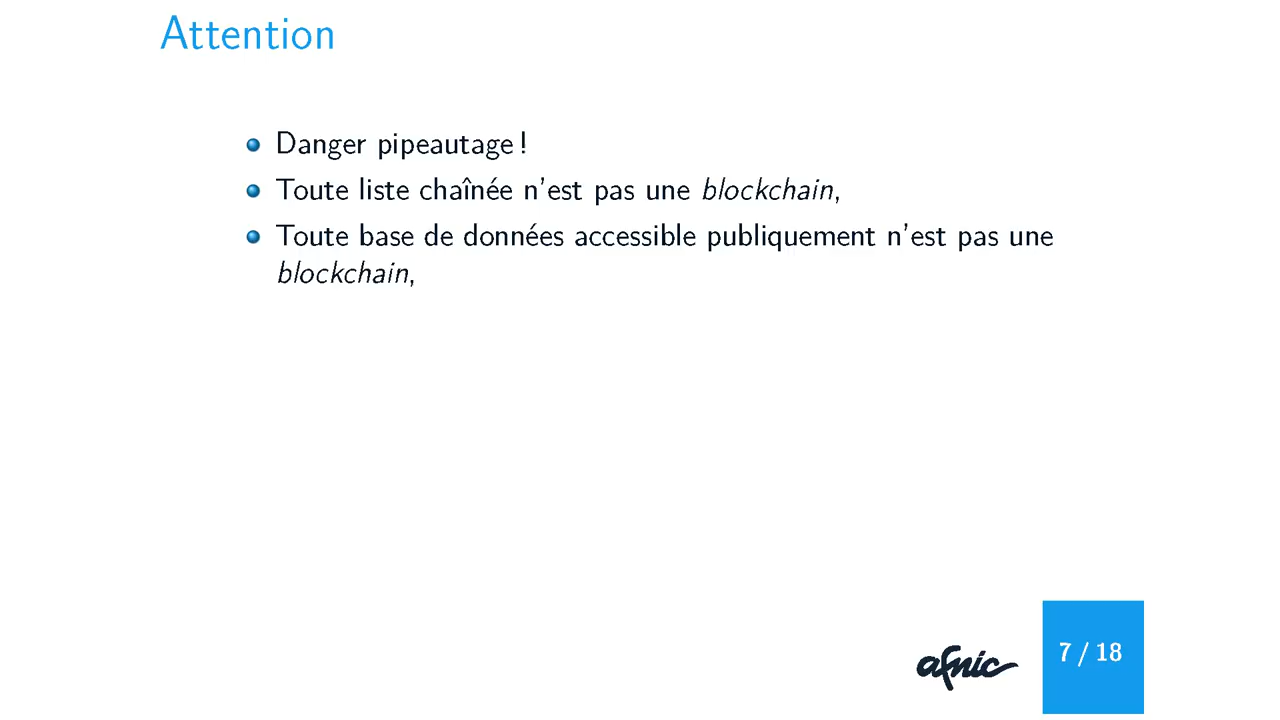 Attention
Danger pipeautage !
Toute liste chaînée n'est pas une blockchain,
Toute base de données accessible publiquement n'est pas une
blockchain,
afnic
7 / 18